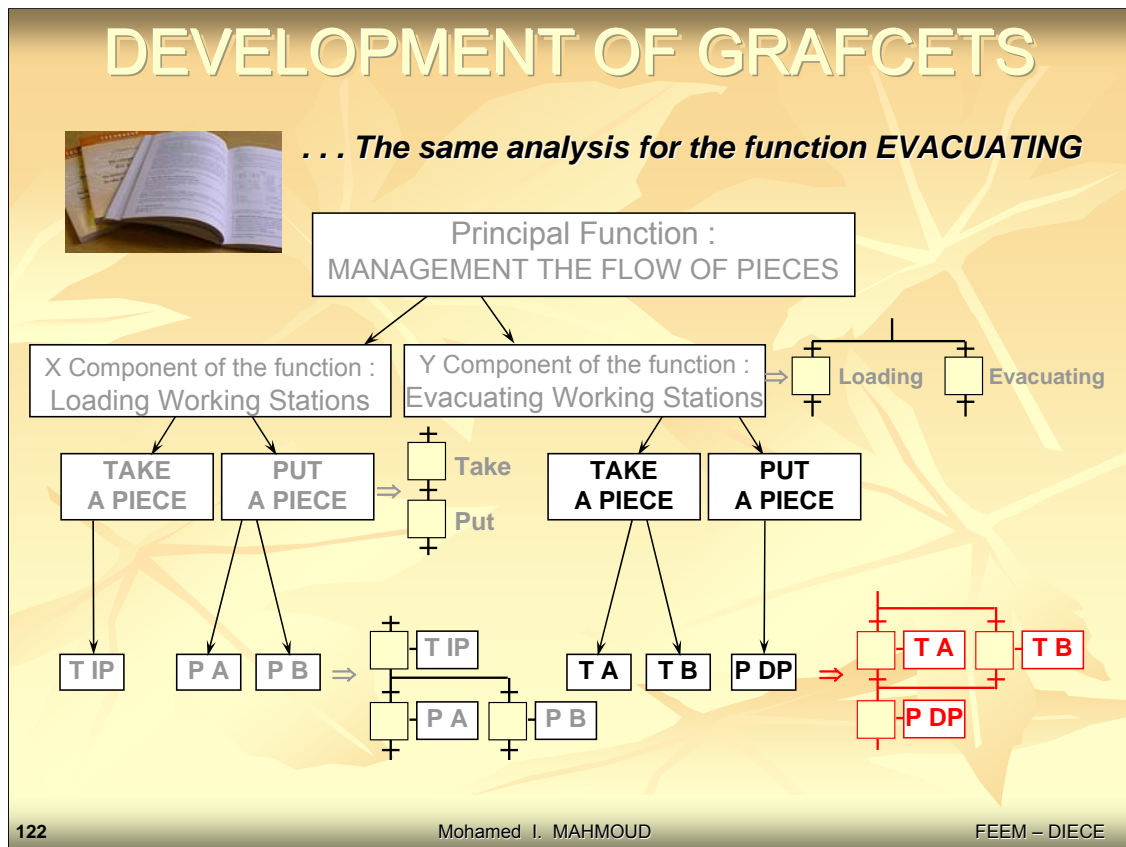 DEVELOPMENT OF GRAFCETS
. . . The same analysis for the function EVACUATING
Principal Function :
MANAGEMENT THE FLOW OF PIECES
X Component of the function :
Loading Working Stations
Y Component of the function :
Evacuating Working Stations
⇒
Loading
Evacuating
TAKE
A PIECE
PUT
A PIECE
⇒
Take
Put
TAKE
A PIECE
PUT
A PIECE
T IP
P A
P B
⇒
T IP
P A
P B
T A
T B
P DP
⇒
T A
T B
P DP
122
Mohamed I. MAHMOUD
FEEM – DIECE